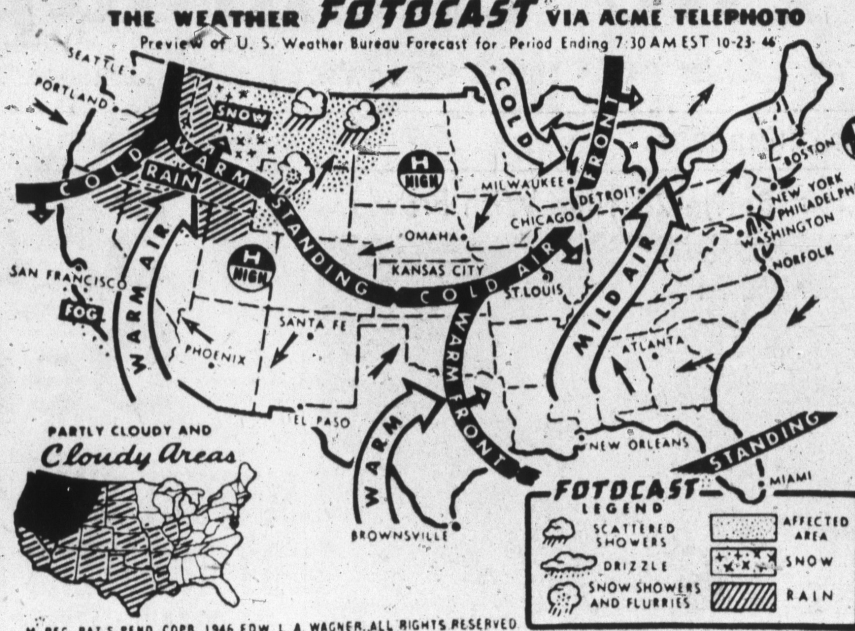 THE WEATHER FOTOCAST VIA ACME TELEPHOTO
Preview of U. S. Weather Bureau Forecast for Period Ending 7:30 AM EST 10-23-46
SEATTLE
PORTLAND
SNOW
COLD
WARM
RAIN
COLD
FRONT
H
HIGH
MILWAUKEE
DETROIT
CHICAGO
BOSTON
NEW YORK
PHILADELPH
WASHINGTON
NORFOLK
STANDING
OMAHA
KANSAS CITY
COLD AIR
ST. LOUIS
H
HIGH
SAN FRANCISCO
FOG
WARM AIR
MILD AIR
SANTA FE
PHOENIX
ATLANTA
WARM FRONT
EL PASO
WARM
NEW ORLEANS
STANDING
MIAMI
BROWNSVILLE
PARTLY CLOUDY AND
Cloudy Areas
FOTOCAST
LEGEND
SCATTERED
SHOWERS
DRIZZLE
SNOW SHOWERS
AND FLURRIES
AFFECTED
AREA
SNOW
RAIN
REG. PAT'S PEND. COPR. 1946 EDW. L. A. WAGNER. ALL RIGHTS RESERVED